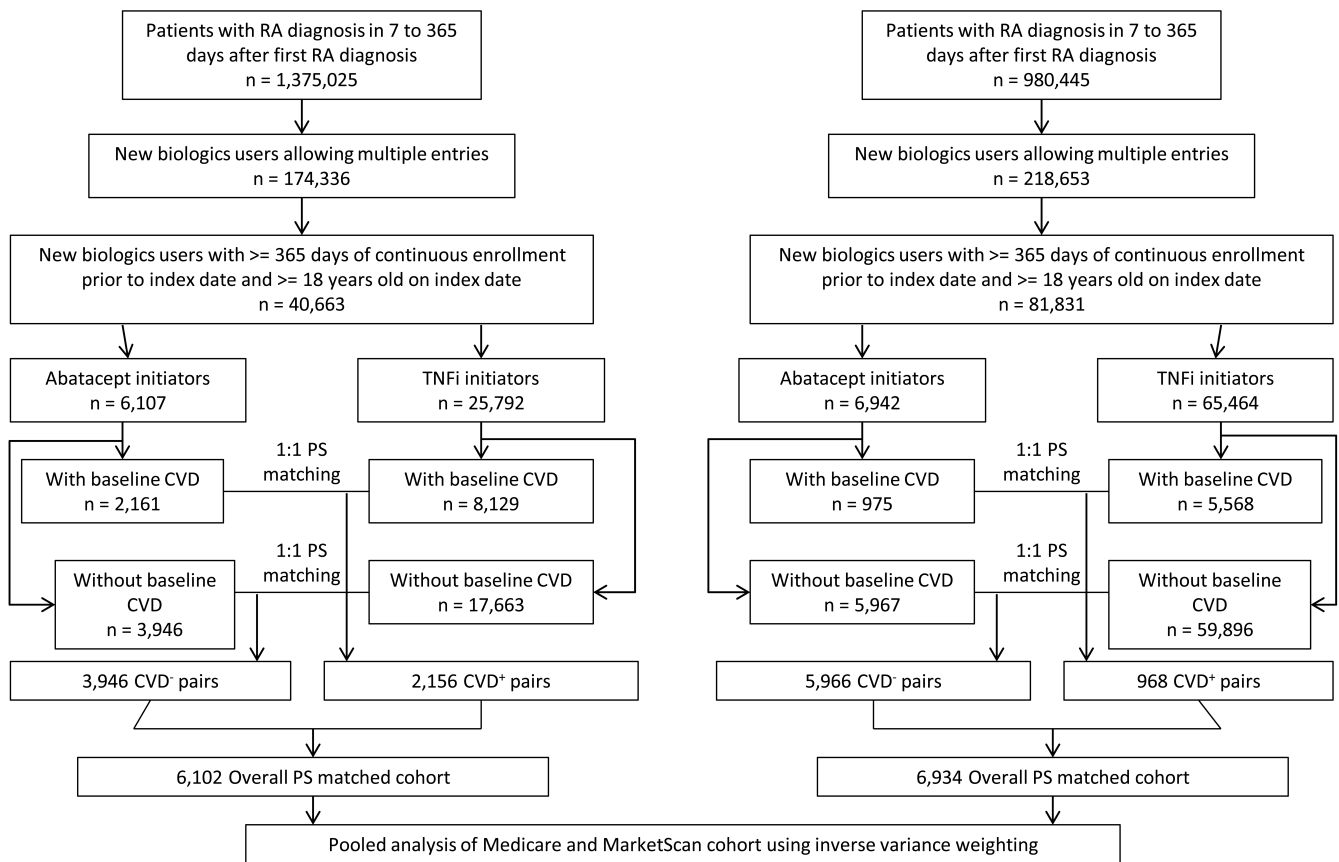 Patients with RA diagnosis in 7 to 365
days after first RA diagnosis
n = 1,375,025
New biologics users allowing multiple entries
n = 174,336
New biologics users with >= 365 days of continuous enrollment
prior to index date and >= 18 years old on index date
n = 40,663
Abatacept initiators
n = 6,107
TNFi initiators
n = 25,792
1:1 PS
matching
With baseline CVD
n = 2,161
With baseline CVD
n = 8,129
1:1 PS
matching
Without baseline
CVD
n = 3,946
Without baseline CVD
n = 17,663
3,946 CVD⁻ pairs
2,156 CVD⁺ pairs
6,102 Overall PS matched cohort
Patients with RA diagnosis in 7 to 365
days after first RA diagnosis
n = 980,445
New biologics users allowing multiple entries
n = 218,653
New biologics users with >= 365 days of continuous enrollment
prior to index date and >= 18 years old on index date
n = 81,831
Abatacept initiators
n = 6,942
TNFi initiators
n = 65,464
1:1 PS
matching
With baseline CVD
n = 975
With baseline CVD
n = 5,568
1:1 PS
matching
Without baseline CVD
n = 5,967
Without baseline
CVD
n = 59,896
5,966 CVD⁻ pairs
968 CVD⁺ pairs
6,934 Overall PS matched cohort
Pooled analysis of Medicare and MarketScan cohort using inverse variance weighting